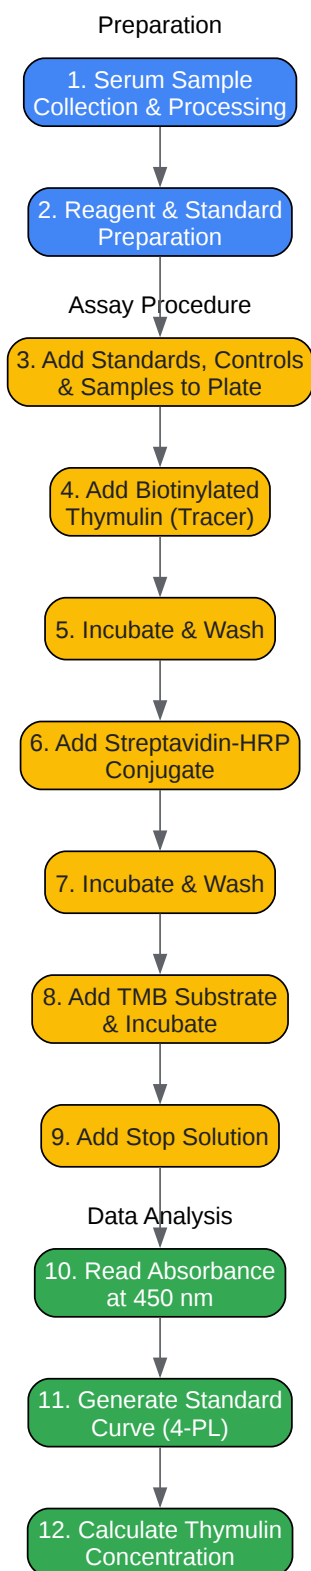 Preparation
1. Serum Sample
Collection & Processing
2. Reagent & Standard
Preparation
Assay Procedure
3. Add Standards, Controls
& Samples to Plate
4. Add Biotinylated
Thymulin (Tracer)
5. Incubate & Wash
6. Add Streptavidin-HRP
Conjugate
7. Incubate & Wash
8. Add TMB Substrate
& Incubate
9. Add Stop Solution
Data Analysis
10. Read Absorbance
at 450 nm
11. Generate Standard
Curve (4-PL)
12. Calculate Thymulin
Concentration